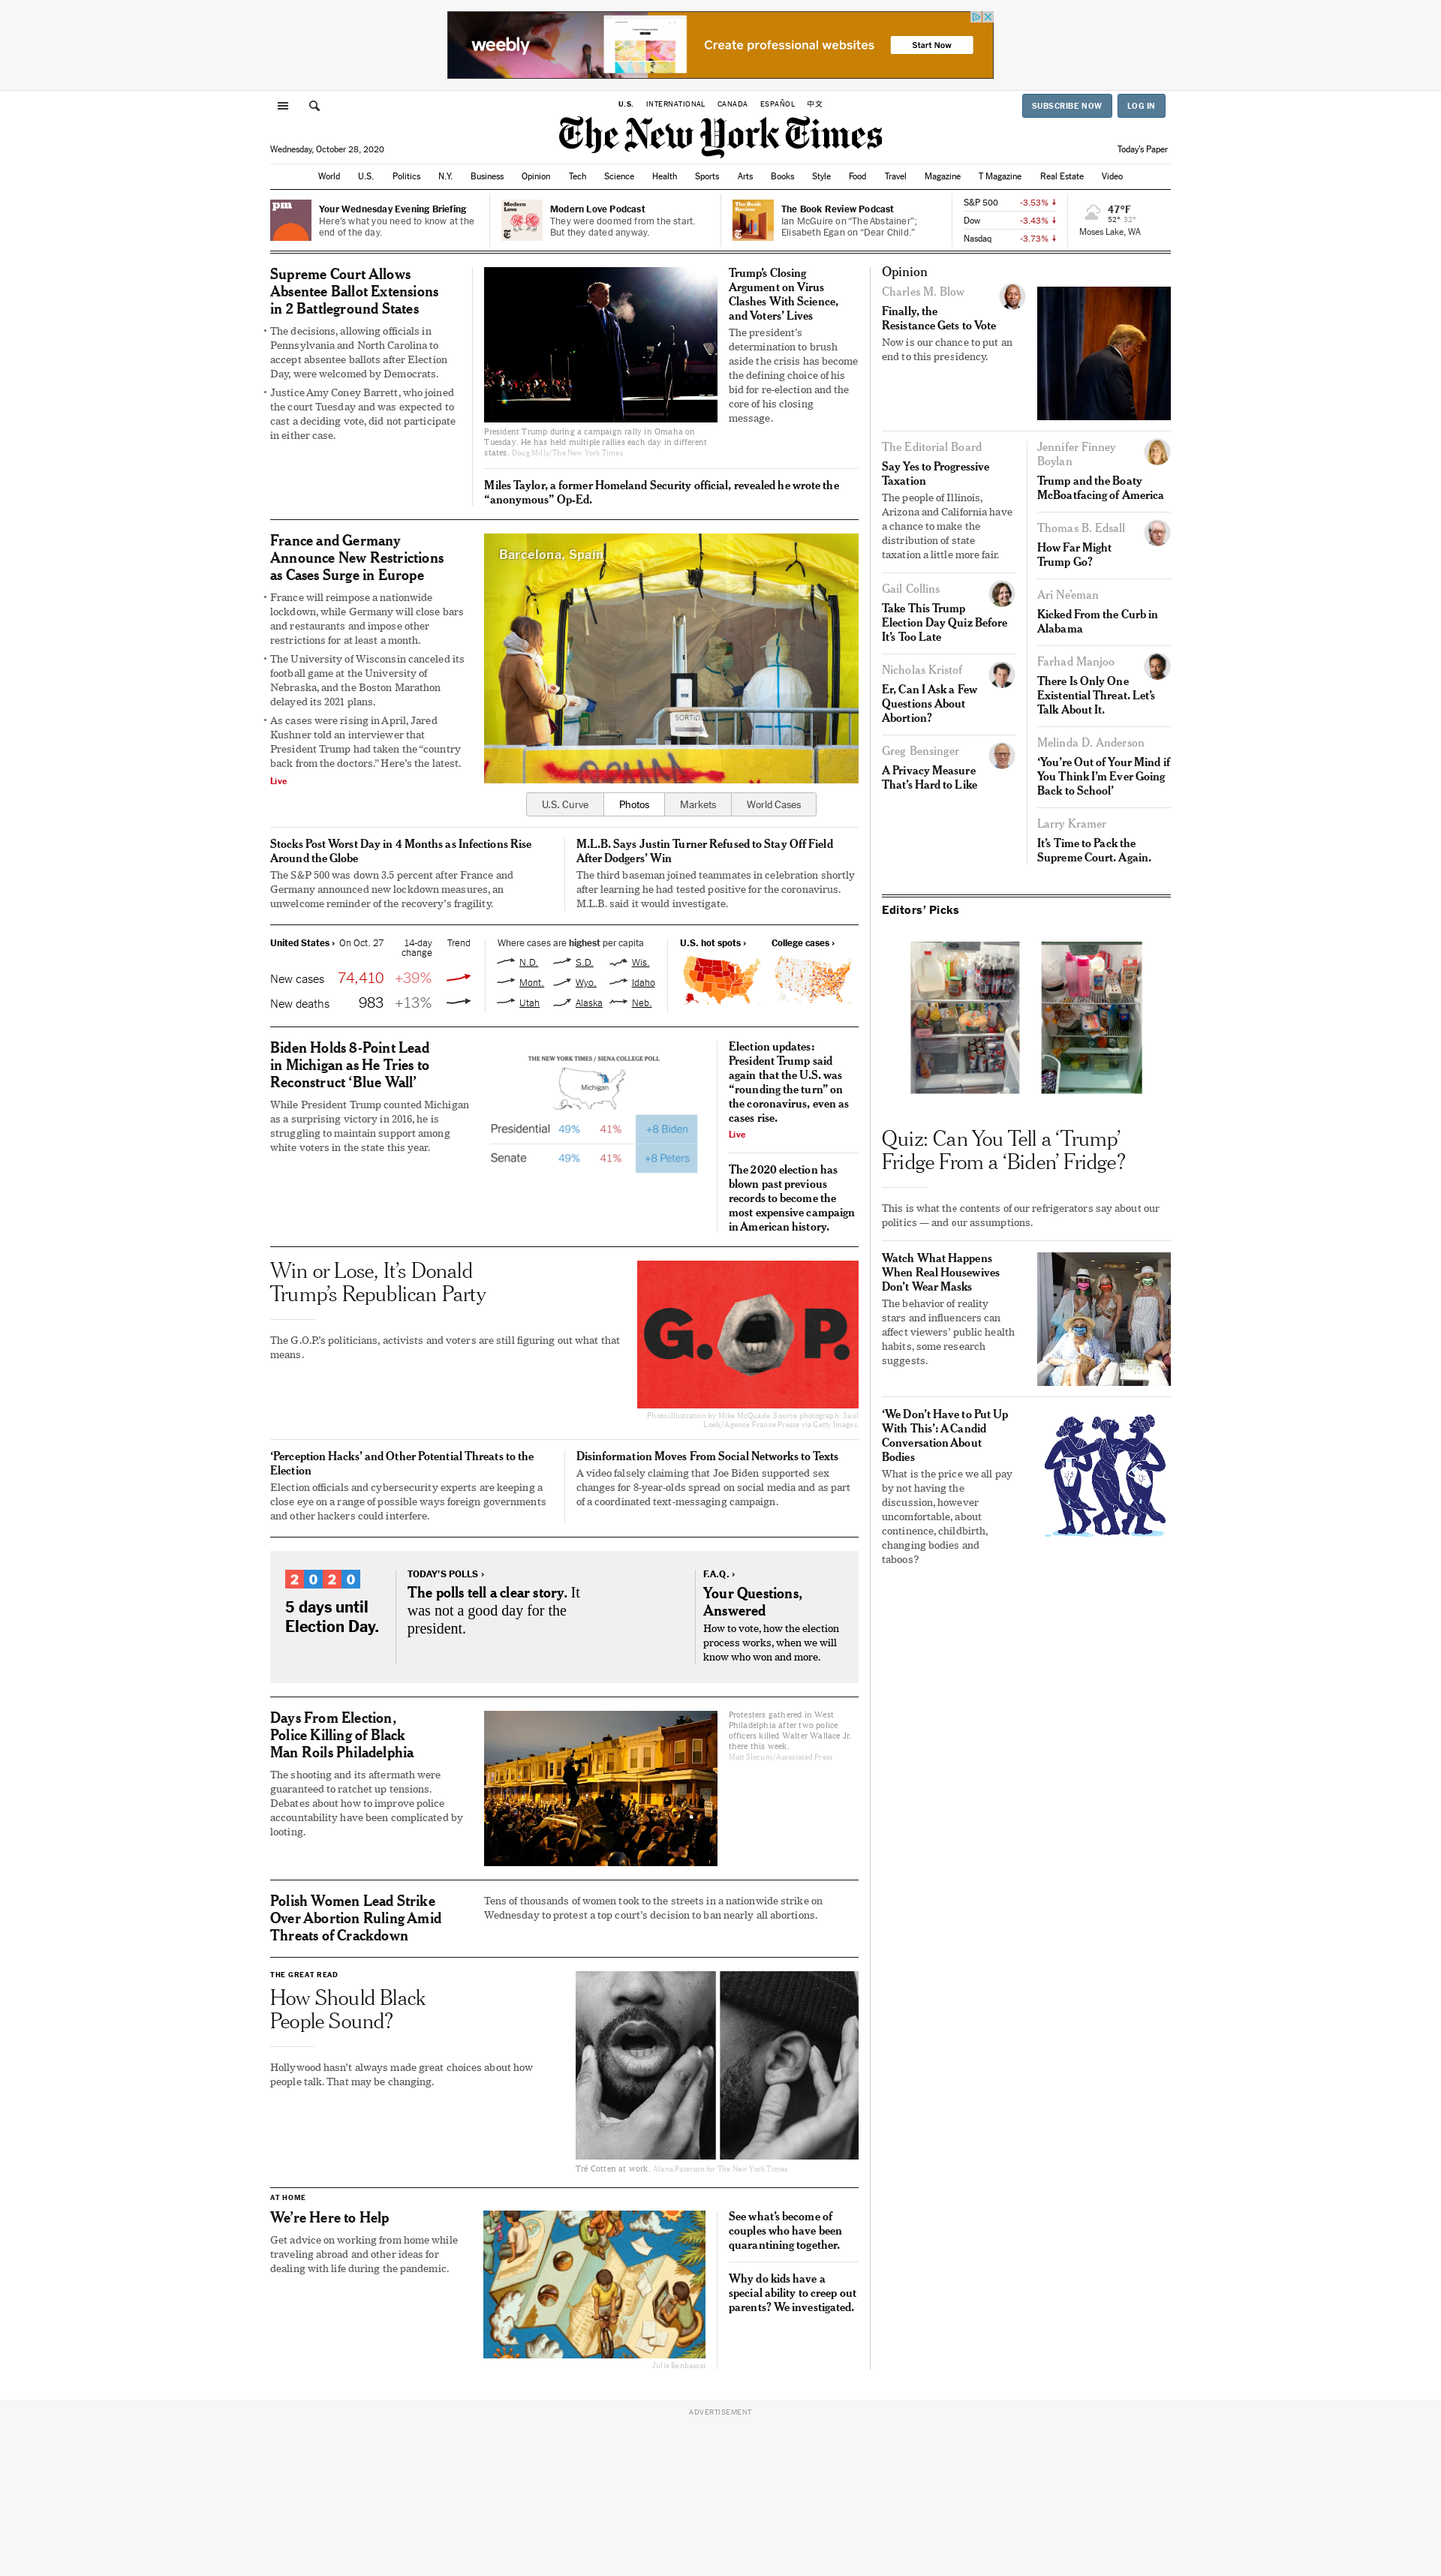 weebly
Create professional websites
Start Now
U.S.
INTERNATIONAL
CANADA
ESPAÑOL
中文
SUBSCRIBE NOW
LOG IN
The New York Times
Wednesday, October 28, 2020
Today's Paper
World
U.S.
Politics
N.Y.
Business
Opinion
Tech
Science
Health
Sports
Arts
Books
Style
Food
Travel
Magazine
T Magazine
Real Estate
Video
pm
Your Wednesday Evening Briefing
Here's what you need to know at the
end of the day.
Modern
Love
Modern Love Podcast
They were doomed from the start.
But they dated anyway.
The Book
Review
The Book Review Podcast
Ian McGuire on “The Abstainer”;
Elisabeth Egan on “Dear Child.”
S&P 500 -3.53%
Dow -3.43%
Nasdaq -3.73%
47°F
52° 32°
Moses Lake, WA
Supreme Court Allows
Absentee Ballot Extensions
in 2 Battleground States
• The decisions, allowing officials in
Pennsylvania and North Carolina to
accept absentee ballots after Election
Day, were welcomed by Democrats.
• Justice Amy Coney Barrett, who joined
the court Tuesday and was expected to
cast a deciding vote, did not participate
in either case.
President Trump during a campaign rally in Omaha on
Tuesday. He has held multiple rallies each day in different
states. Doug Mills/The New York Times
Trump’s Closing
Argument on Virus
Clashes With Science,
and Voters’ Lives
The president’s
determination to brush
aside the crisis has become
the defining choice of his
bid for re-election and the
core of his closing
message.
Miles Taylor, a former Homeland Security official, revealed he wrote the
“anonymous” Op-Ed.
France and Germany
Announce New Restrictions
as Cases Surge in Europe
• France will reimpose a nationwide
lockdown, while Germany will close bars
and restaurants and impose other
restrictions for at least a month.
• The University of Wisconsin canceled its
football game at the University of
Nebraska, and the Boston Marathon
delayed its 2021 plans.
• As cases were rising in April, Jared
Kushner told an interviewer that
President Trump had taken the “country
back from the doctors.” Here’s the latest.
Live
Barcelona, Spain
SORTIDA
U.S. Curve
Photos
Markets
World Cases
Stocks Post Worst Day in 4 Months as Infections Rise
Around the Globe
The S&P 500 was down 3.5 percent after France and
Germany announced new lockdown measures, an
unwelcome reminder of the recovery’s fragility.
M.L.B. Says Justin Turner Refused to Stay Off Field
After Dodgers’ Win
The third baseman joined teammates in celebration shortly
after learning he had tested positive for the coronavirus.
M.L.B. said it would investigate.
United States › On Oct. 27 14-day
change Trend
New cases 74,410 +39%
New deaths 983 +13%
Where cases are highest per capita
N.D. S.D. Wis.
Mont. Wyo. Idaho
Utah Alaska Neb.
U.S. hot spots ›
College cases ›
Biden Holds 8-Point Lead
in Michigan as He Tries to
Reconstruct ‘Blue Wall’
While President Trump counted Michigan
as a surprising victory in 2016, he is
struggling to maintain support among
white voters in the state this year.
THE NEW YORK TIMES / SIENA COLLEGE POLL
Michigan
Presidential 49% 41% +8 Biden
Senate 49% 41% +8 Peters
Election updates:
President Trump said
again that the U.S. was
“rounding the turn” on
the coronavirus, even as
cases rise.
Live
The 2020 election has
blown past previous
records to become the
most expensive campaign
in American history.
Win or Lose, It’s Donald
Trump’s Republican Party
The G.O.P.’s politicians, activists and voters are still figuring out what that
means.
G.O.P.
Photo illustration by Mike McQuade. Source photograph: Saul
Loeb/Agence France-Presse via Getty Images.
‘Perception Hacks’ and Other Potential Threats to the
Election
Election officials and cybersecurity experts are keeping a
close eye on a range of possible ways foreign governments
and other hackers could interfere.
Disinformation Moves From Social Networks to Texts
A video falsely claiming that Joe Biden supported sex
changes for 8-year-olds spread on social media and as part
of a coordinated text-messaging campaign.
2020
5 days until
Election Day.
TODAY’S POLLS ›
The polls tell a clear story. It
was not a good day for the
president.
F.A.Q. ›
Your Questions,
Answered
How to vote, how the election
process works, when we will
know who won and more.
Days From Election,
Police Killing of Black
Man Roils Philadelphia
The shooting and its aftermath were
guaranteed to ratchet up tensions.
Debates about how to improve police
accountability have been complicated by
looting.
Protesters gathered in West
Philadelphia after two police
officers killed Walter Wallace Jr.
there this week.
Matt Slocum/Associated Press
Polish Women Lead Strike
Over Abortion Ruling Amid
Threats of Crackdown
Tens of thousands of women took to the streets in a nationwide strike on
Wednesday to protest a top court’s decision to ban nearly all abortions.
THE GREAT READ
How Should Black
People Sound?
Hollywood hasn’t always made great choices about how
people talk. That may be changing.
Tré Cotten at work. Alana Paterson for The New York Times
AT HOME
We’re Here to Help
Get advice on working from home while
traveling abroad and other ideas for
dealing with life during the pandemic.
Julie Benbassat
See what’s become of
couples who have been
quarantining together.
Why do kids have a
special ability to creep out
parents? We investigated.
Opinion
Charles M. Blow
Finally, the
Resistance Gets to Vote
Now is our chance to put an
end to this presidency.
The Editorial Board
Say Yes to Progressive
Taxation
The people of Illinois,
Arizona and California have
a chance to make the
distribution of state
taxation a little more fair.
Gail Collins
Take This Trump
Election Day Quiz Before
It’s Too Late
Nicholas Kristof
Er, Can I Ask a Few
Questions About
Abortion?
Greg Bensinger
A Privacy Measure
That’s Hard to Like
Jennifer Finney
Boylan
Trump and the Boaty
McBoatfacing of America
Thomas B. Edsall
How Far Might
Trump Go?
Ari Ne’eman
Kicked From the Curb in
Alabama
Farhad Manjoo
There Is Only One
Existential Threat. Let’s
Talk About It.
Melinda D. Anderson
‘You’re Out of Your Mind if
You Think I’m Ever Going
Back to School’
Larry Kramer
It’s Time to Pack the
Supreme Court. Again.
Editors’ Picks
Quiz: Can You Tell a ‘Trump’
Fridge From a ‘Biden’ Fridge?
This is what the contents of our refrigerators say about our
politics — and our assumptions.
Watch What Happens
When Real Housewives
Don’t Wear Masks
The behavior of reality
stars and influencers can
affect viewers’ public health
habits, some research
suggests.
‘We Don’t Have to Put Up
With This’: A Candid
Conversation About
Bodies
What is the price we all pay
by not having the
discussion, however
uncomfortable, about
continence, childbirth,
changing bodies and
taboos?
ADVERTISEMENT